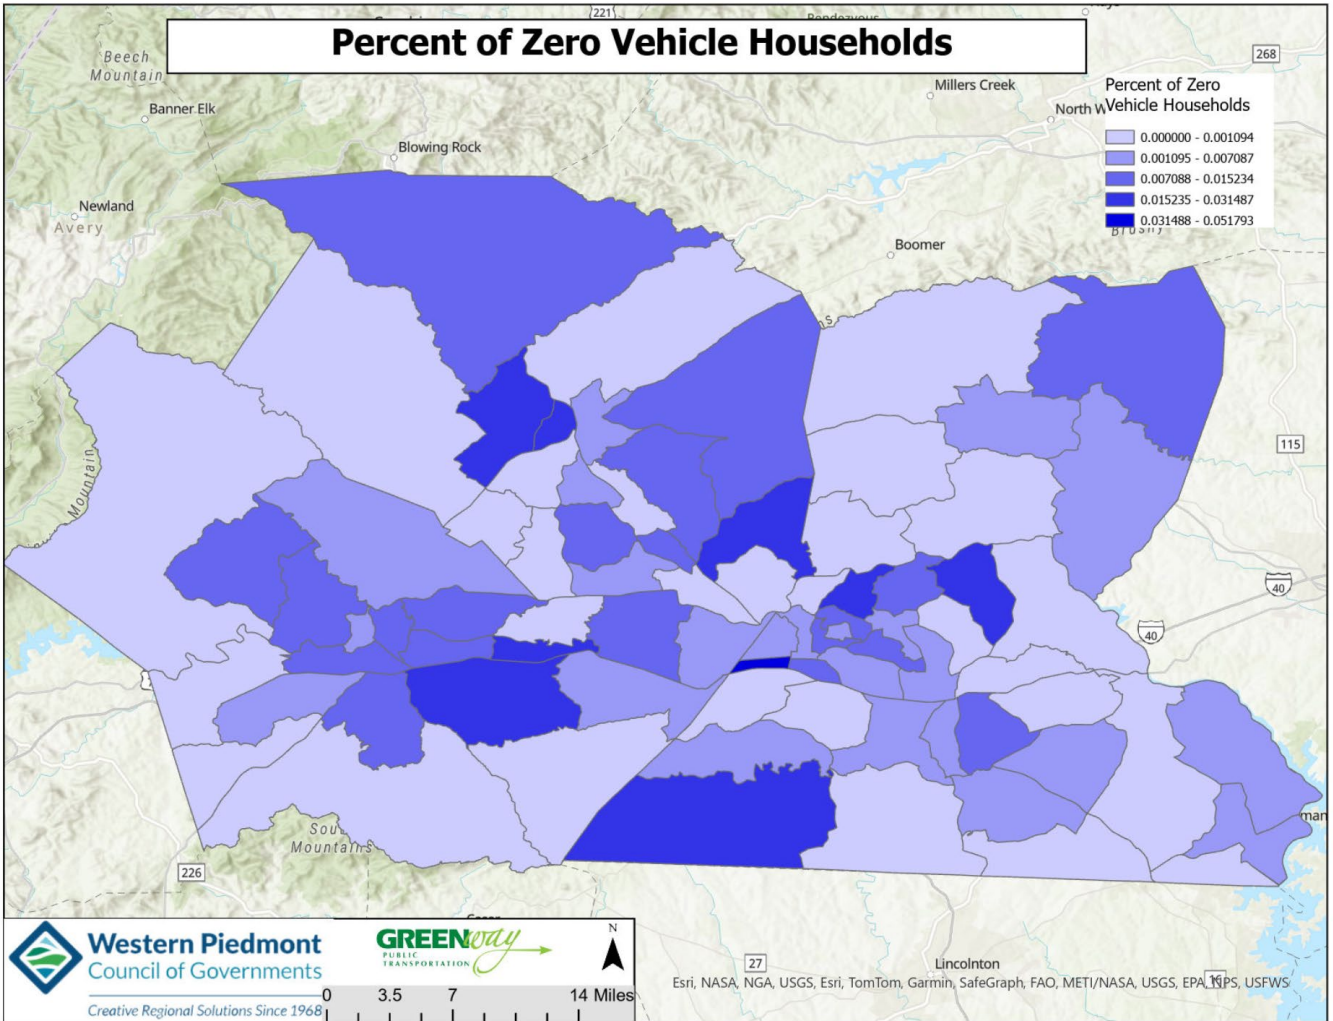 221
Percent of Zero Vehicle Households
268
Beech
Mountain
Millers Creek
Percent of Zero
Vehicle Households
Banner Elk
North W
0.000000 - 0.001094
Blowing Rock
0.001095 - 0.007087
0.007088 - 0.015234
Newland
0.015235 - 0.031487
Avery
0.031488 - 0.051793
Boomer
115
Mountain
40
40
South
Mountains
man
226
Western Piedmont
Council of Governments
Creative Regional Solutions Since 1968
GREENway
PUBLIC
TRANSPORTATION
N
0 3.5 7 14 Miles
27
Lincolnton
16
Esri, NASA, NGA, USGS, Esri, TomTom, Garmin, SafeGraph, FAO, METI/NASA, USGS, EPA, NPS, USFWS